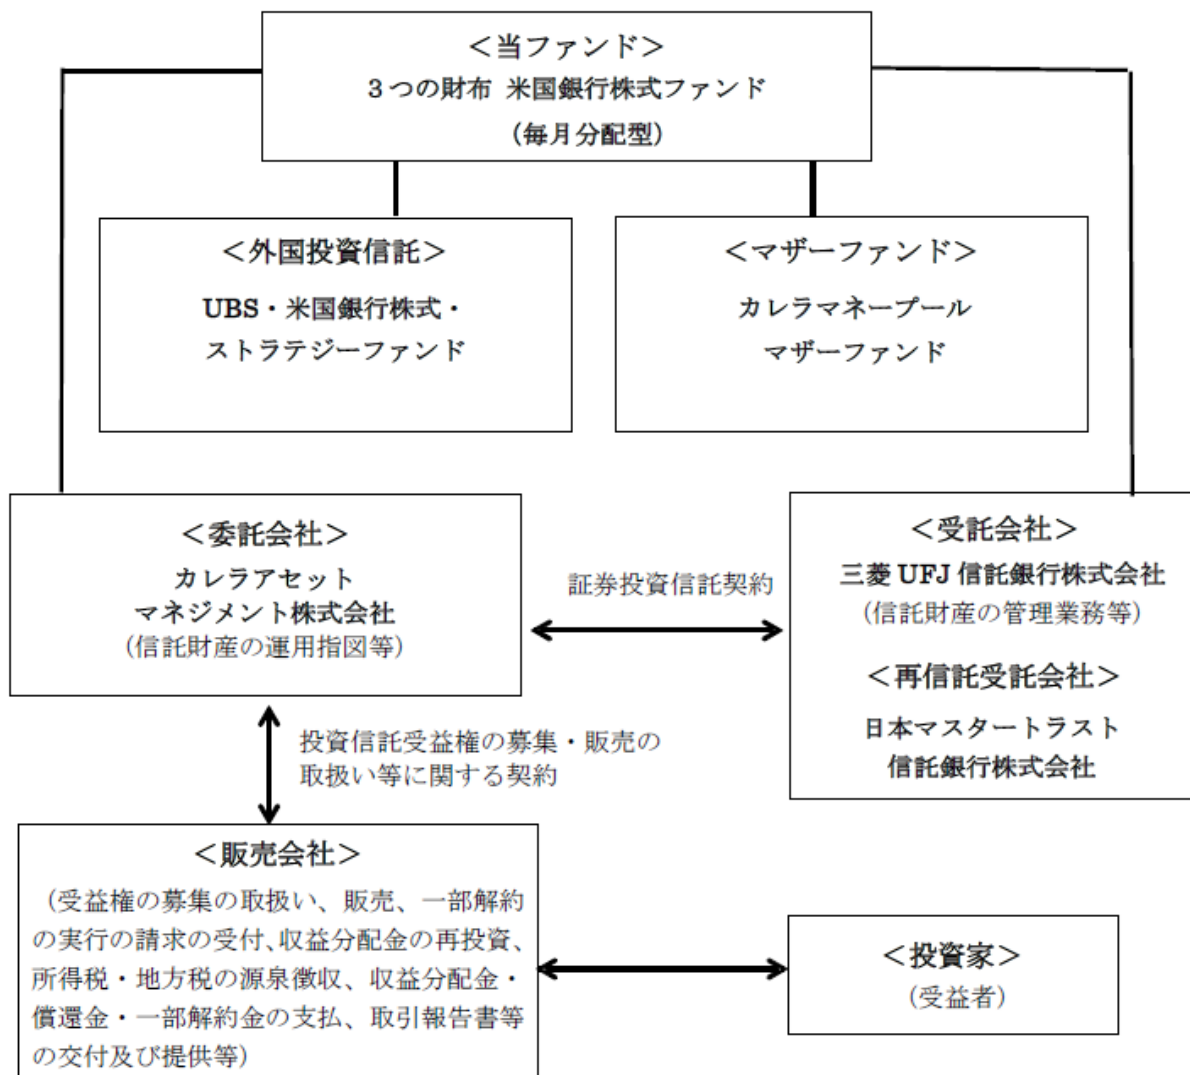 ＜当ファンド＞
3つの財布 米国銀行株式ファンド
（毎月分配型）
＜外国投資信託＞
UBS・米国銀行株式・
ストラテジーファンド
＜マザーファンド＞
カレラマネープール
マザーファンド
＜委託会社＞
カレラアセット
マネジメント株式会社
（信託財産の運用指図等）
証券投資信託契約
＜受託会社＞
三菱 UFJ 信託銀行株式会社
（信託財産の管理業務等）
＜再信託受託会社＞
日本マスタートラスト
信託銀行株式会社
投資信託受益権の募集・販売の
取扱い等に関する契約
＜販売会社＞
（受益権の募集の取扱い、販売、一部解約
の実行の請求の受付、収益分配金の再投資、
所得税・地方税の源泉徴収、収益分配金・
償還金・一部解約金の支払、取引報告書等
の交付及び提供等）
＜投資家＞
（受益者）